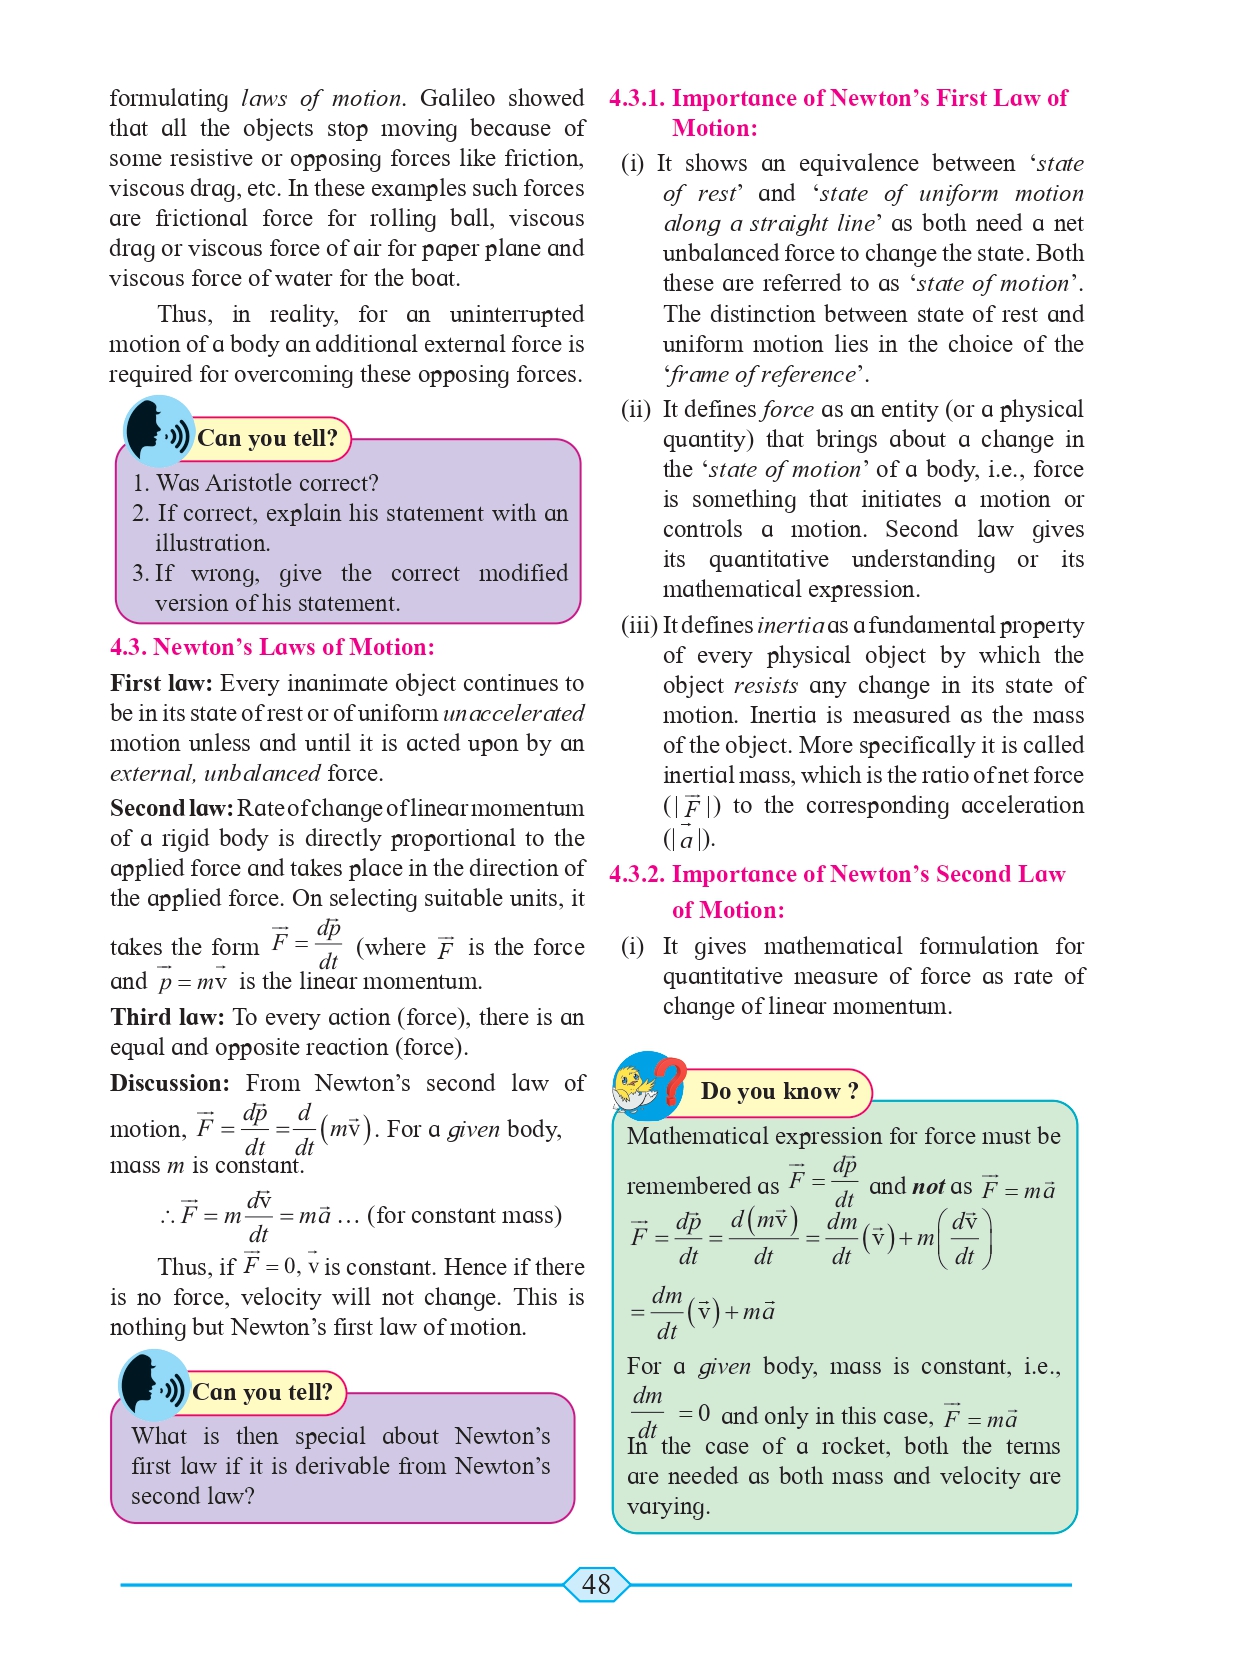 formulating laws of motion. Galileo showed
that all the objects stop moving because of
some resistive or opposing forces like friction,
viscous drag, etc. In these examples such forces
are frictional force for rolling ball, viscous
drag or viscous force of air for paper plane and
viscous force of water for the boat.
Thus, in reality, for an uninterrupted
motion of a body an additional external force is
required for overcoming these opposing forces.
Can you tell?
1. Was Aristotle correct?
2. If correct, explain his statement with an
illustration.
3. If wrong, give the correct modified
version of his statement.
4.3. Newton’s Laws of Motion:
First law: Every inanimate object continues to
be in its state of rest or of uniform unaccelerated
motion unless and until it is acted upon by an
external, unbalanced force.
Second law: Rate of change of linear momentum
of a rigid body is directly proportional to the
applied force and takes place in the direction of
the applied force. On selecting suitable units, it
takes the form $\vec{F} = \frac{d\vec{p}}{dt}$ (where $\vec{F}$ is the force
and $\vec{p} = m\vec{v}$ is the linear momentum.
Third law: To every action (force), there is an
equal and opposite reaction (force).
Discussion: From Newton’s second law of
motion, $\vec{F} = \frac{d\vec{p}}{dt} = \frac{d}{dt}(m\vec{v})$. For a given body,
mass m is constant.
$\therefore \vec{F} = m\frac{d\vec{v}}{dt} = m\vec{a}$ … (for constant mass)
Thus, if $\vec{F} = 0$, $\vec{v}$ is constant. Hence if there
is no force, velocity will not change. This is
nothing but Newton’s first law of motion.
Can you tell?
What is then special about Newton’s
first law if it is derivable from Newton’s
second law?
4.3.1. Importance of Newton’s First Law of
Motion:
(i) It shows an equivalence between ‘state
of rest’ and ‘state of uniform motion
along a straight line’ as both need a net
unbalanced force to change the state. Both
these are referred to as ‘state of motion’.
The distinction between state of rest and
uniform motion lies in the choice of the
‘frame of reference’.
(ii) It defines force as an entity (or a physical
quantity) that brings about a change in
the ‘state of motion’ of a body, i.e., force
is something that initiates a motion or
controls a motion. Second law gives
its quantitative understanding or its
mathematical expression.
(iii) It defines inertia as a fundamental property
of every physical object by which the
object resists any change in its state of
motion. Inertia is measured as the mass
of the object. More specifically it is called
inertial mass, which is the ratio of net force
($|\vec{F}|$) to the corresponding acceleration
($|\vec{a}|$).
4.3.2. Importance of Newton’s Second Law
of Motion:
(i) It gives mathematical formulation for
quantitative measure of force as rate of
change of linear momentum.
Do you know ?
Mathematical expression for force must be
remembered as $\vec{F} = \frac{d\vec{p}}{dt}$ and not as $\vec{F} = m\vec{a}$
$\vec{F} = \frac{d\vec{p}}{dt} = \frac{d(m\vec{v})}{dt} = \frac{dm}{dt}(\vec{v}) + m\left(\frac{d\vec{v}}{dt}\right)$
$= \frac{dm}{dt}(\vec{v}) + m\vec{a}$
For a given body, mass is constant, i.e.,
$\frac{dm}{dt} = 0$ and only in this case, $\vec{F} = m\vec{a}$
In the case of a rocket, both the terms
are needed as both mass and velocity are
varying.
48